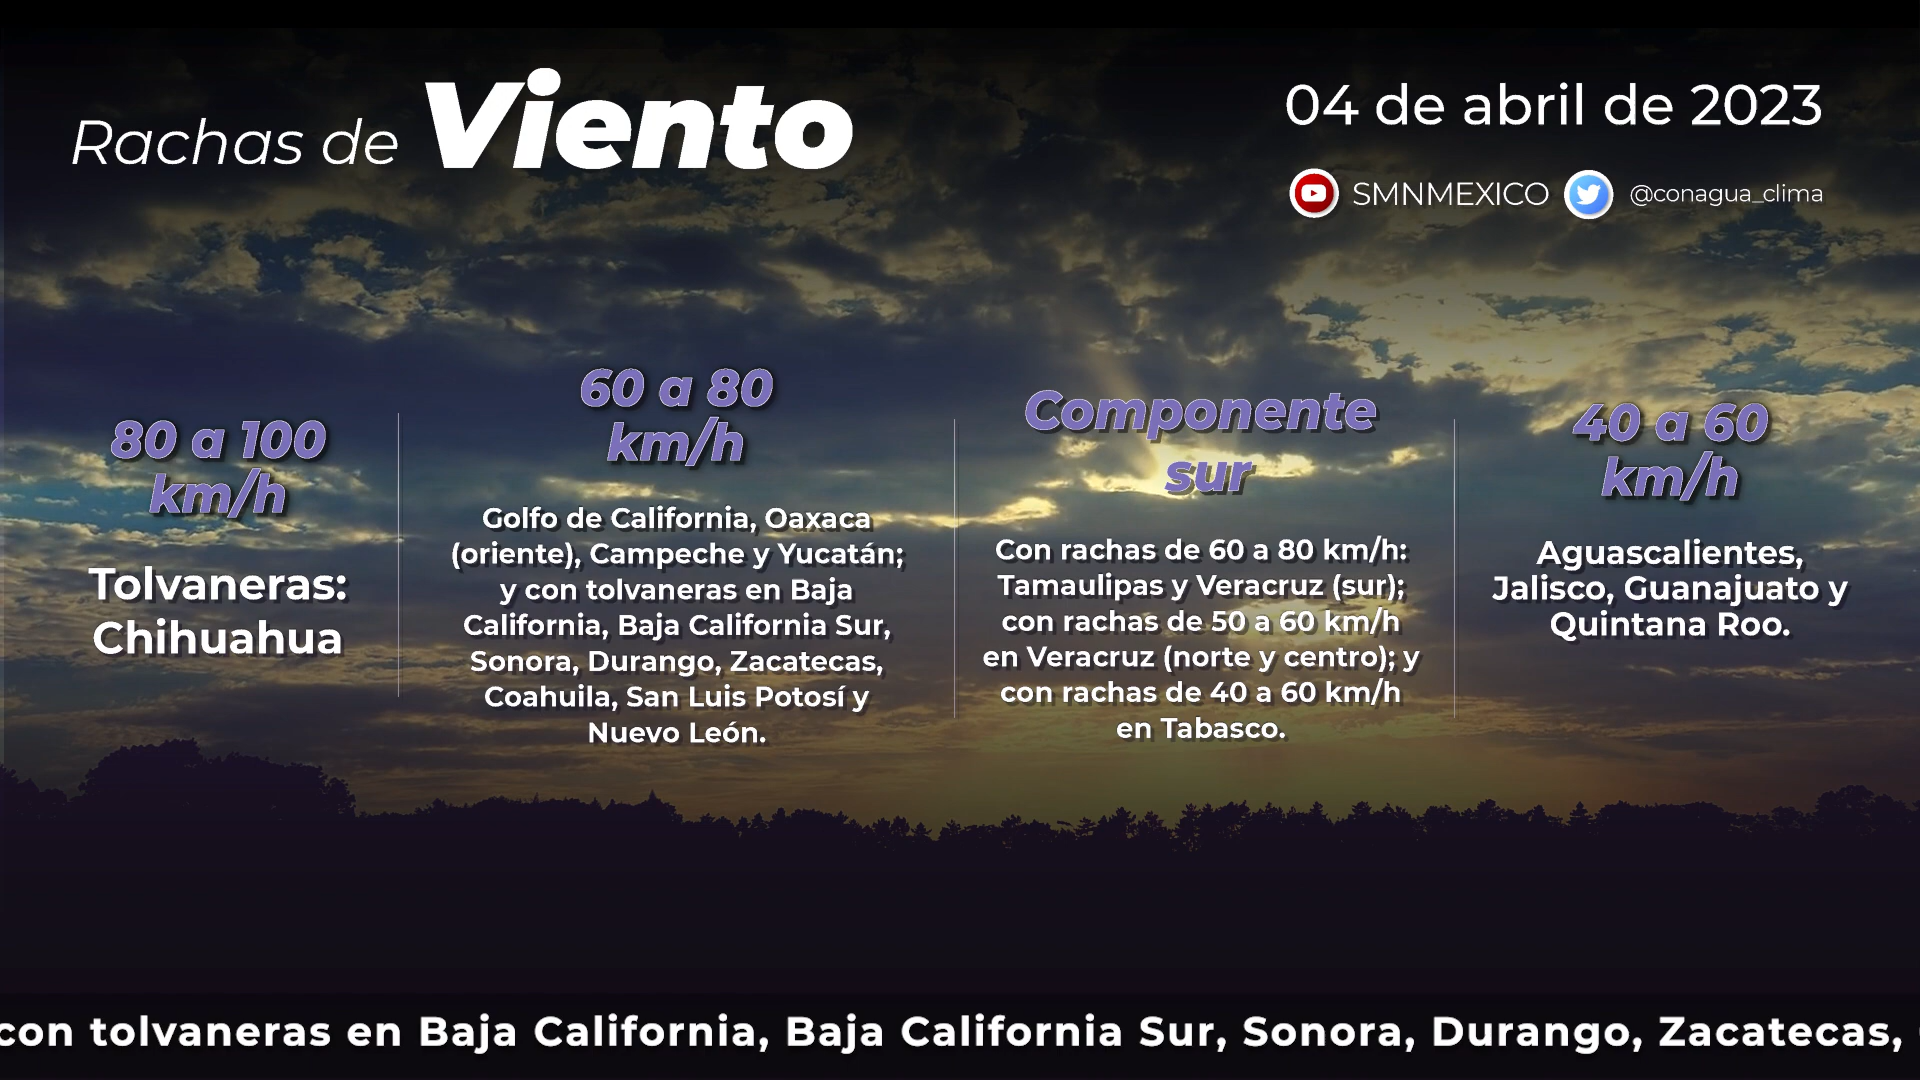 Rachas de Viento
04 de abril de 2023
SMNMEXICO @conagua_clima
80 a 100
km/h
Tolvaneras:
Chihuahua
60 a 80
km/h
Golfo de California, Oaxaca
(oriente), Campeche y Yucatán;
y con tolvaneras en Baja
California, Baja California Sur,
Sonora, Durango, Zacatecas,
Coahuila, San Luis Potosí y
Nuevo León.
Componente
sur
Con rachas de 60 a 80 km/h:
Tamaulipas y Veracruz (sur);
con rachas de 50 a 60 km/h
en Veracruz (norte y centro); y
con rachas de 40 a 60 km/h
en Tabasco.
40 a 60
km/h
Aguascalientes,
Jalisco, Guanajuato y
Quintana Roo.
con tolvaneras en Baja California, Baja California Sur, Sonora, Durango, Zacatecas,